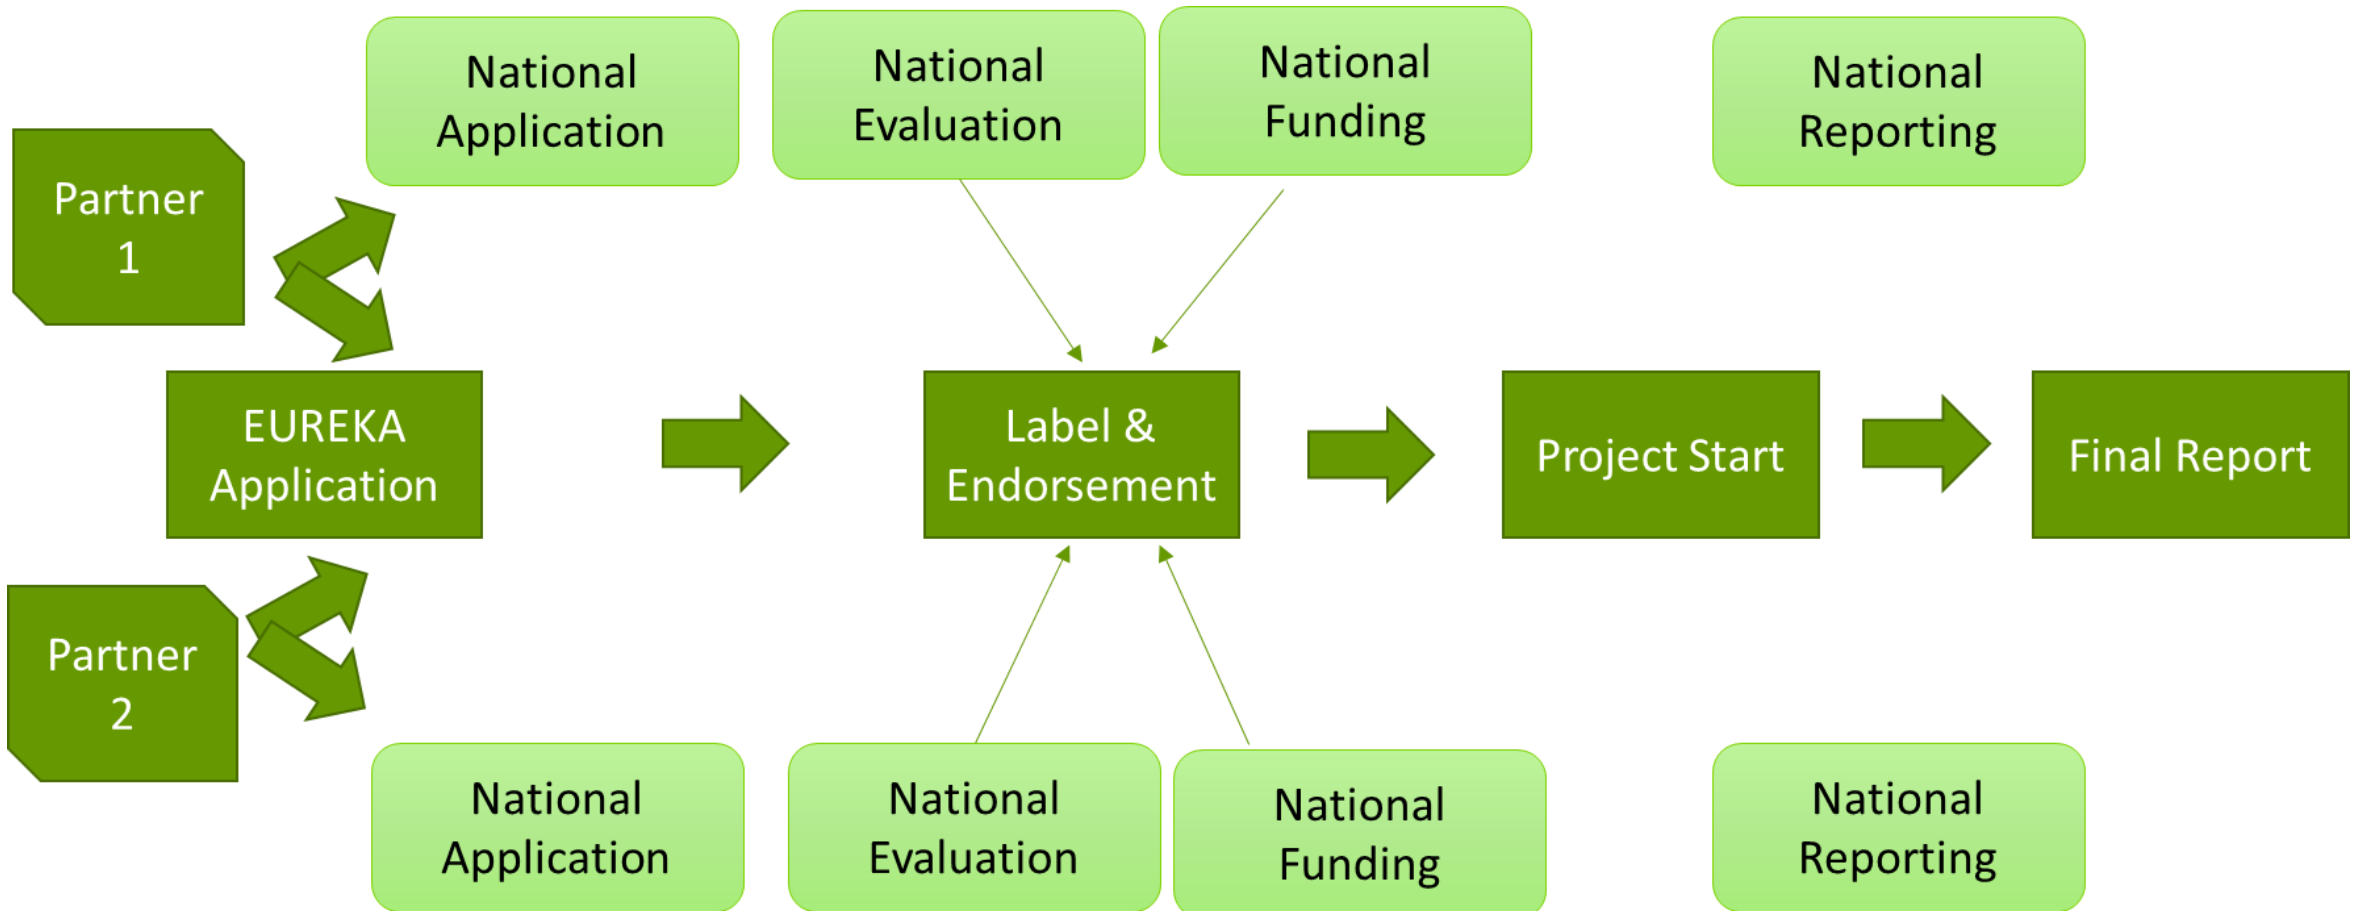 National
Application
National
Evaluation
National
Funding
National
Reporting
Partner
1
EUREKA
Application
Label &
Endorsement
Project Start
Final Report
Partner
2
National
Application
National
Evaluation
National
Funding
National
Reporting